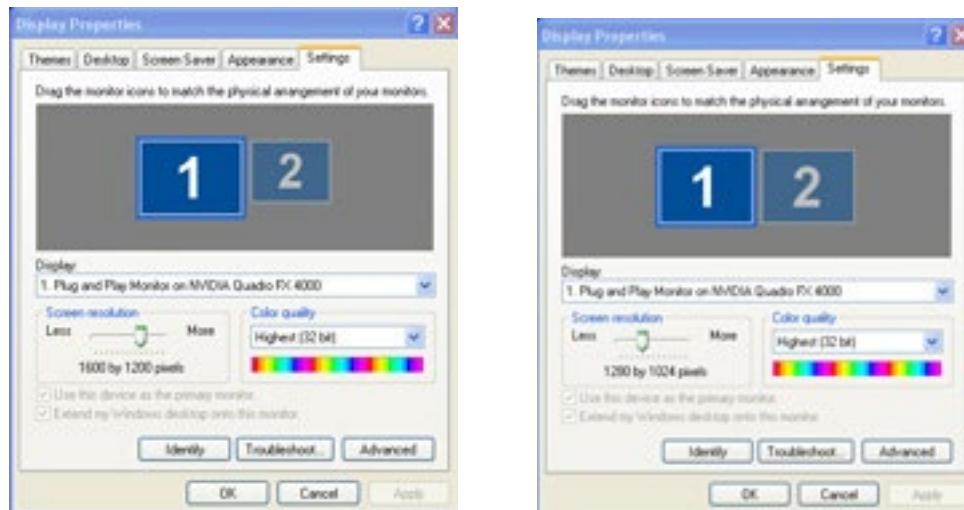 Display Properties
Themes Desktop Screen Saver Appearance Settings
Drag the monitor icons to match the physical arrangement of your monitors.
1 2
Display:
1. Plug and Play Monitor on NVIDIA Quadro FX 4000
Screen resolution
Color quality
Less More
Highest (32 bit)
1600 by 1200 pixels
Use this device as the primary monitor.
Extend my Windows desktop onto this monitor.
Identify Troubleshoot... Advanced
OK Cancel Apply
Display Properties
Themes Desktop Screen Saver Appearance Settings
Drag the monitor icons to match the physical arrangement of your monitors.
1 2
Display:
1. Plug and Play Monitor on NVIDIA Quadro FX 4000
Screen resolution
Color quality
Less More
Highest (32 bit)
1280 by 1024 pixels
Use this device as the primary monitor.
Extend my Windows desktop onto this monitor.
Identify Troubleshoot... Advanced
OK Cancel Apply